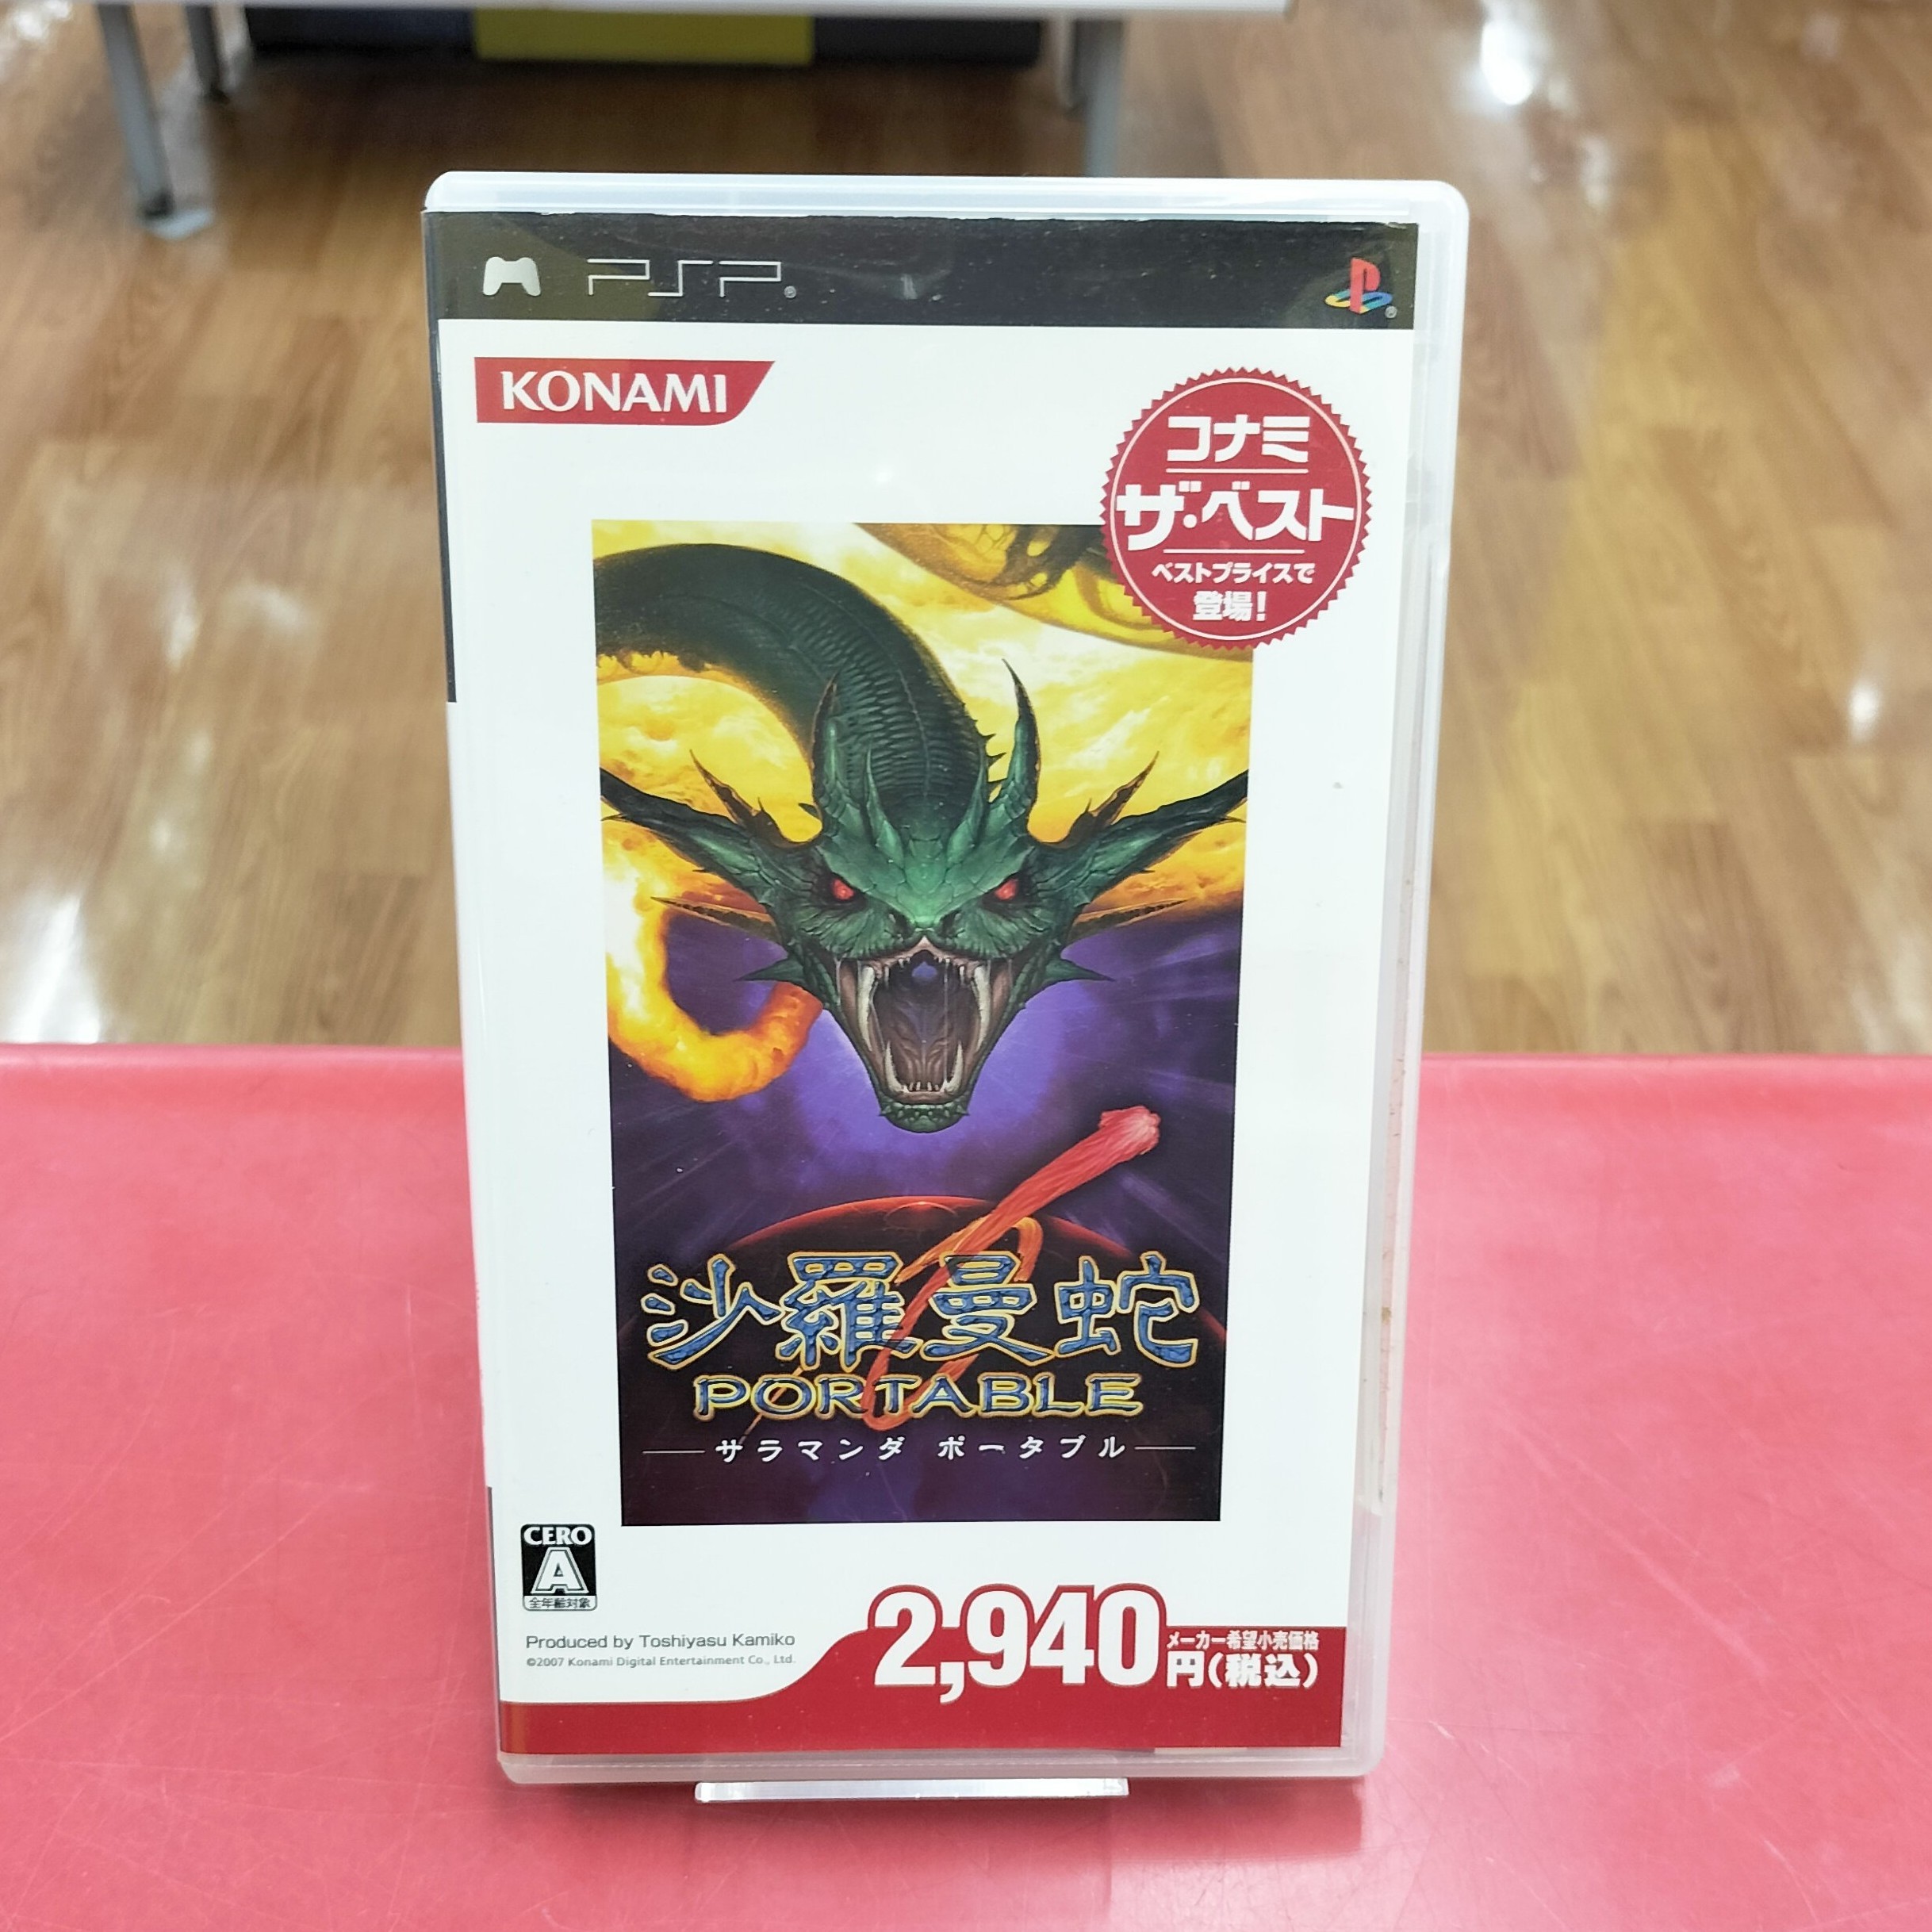 PSP®
KONAMI
コナミ
ザ・ベスト
ベストプライスで
登場!
沙羅曼蛇
PORTABLE
サラマンダ ポータブル
CERO
A
全年齢対象
2,940
メーカー希望小売価格
円(税込)
Produced by Toshiyasu Kamiko
©2007 Konami Digital Entertainment Co., Ltd.